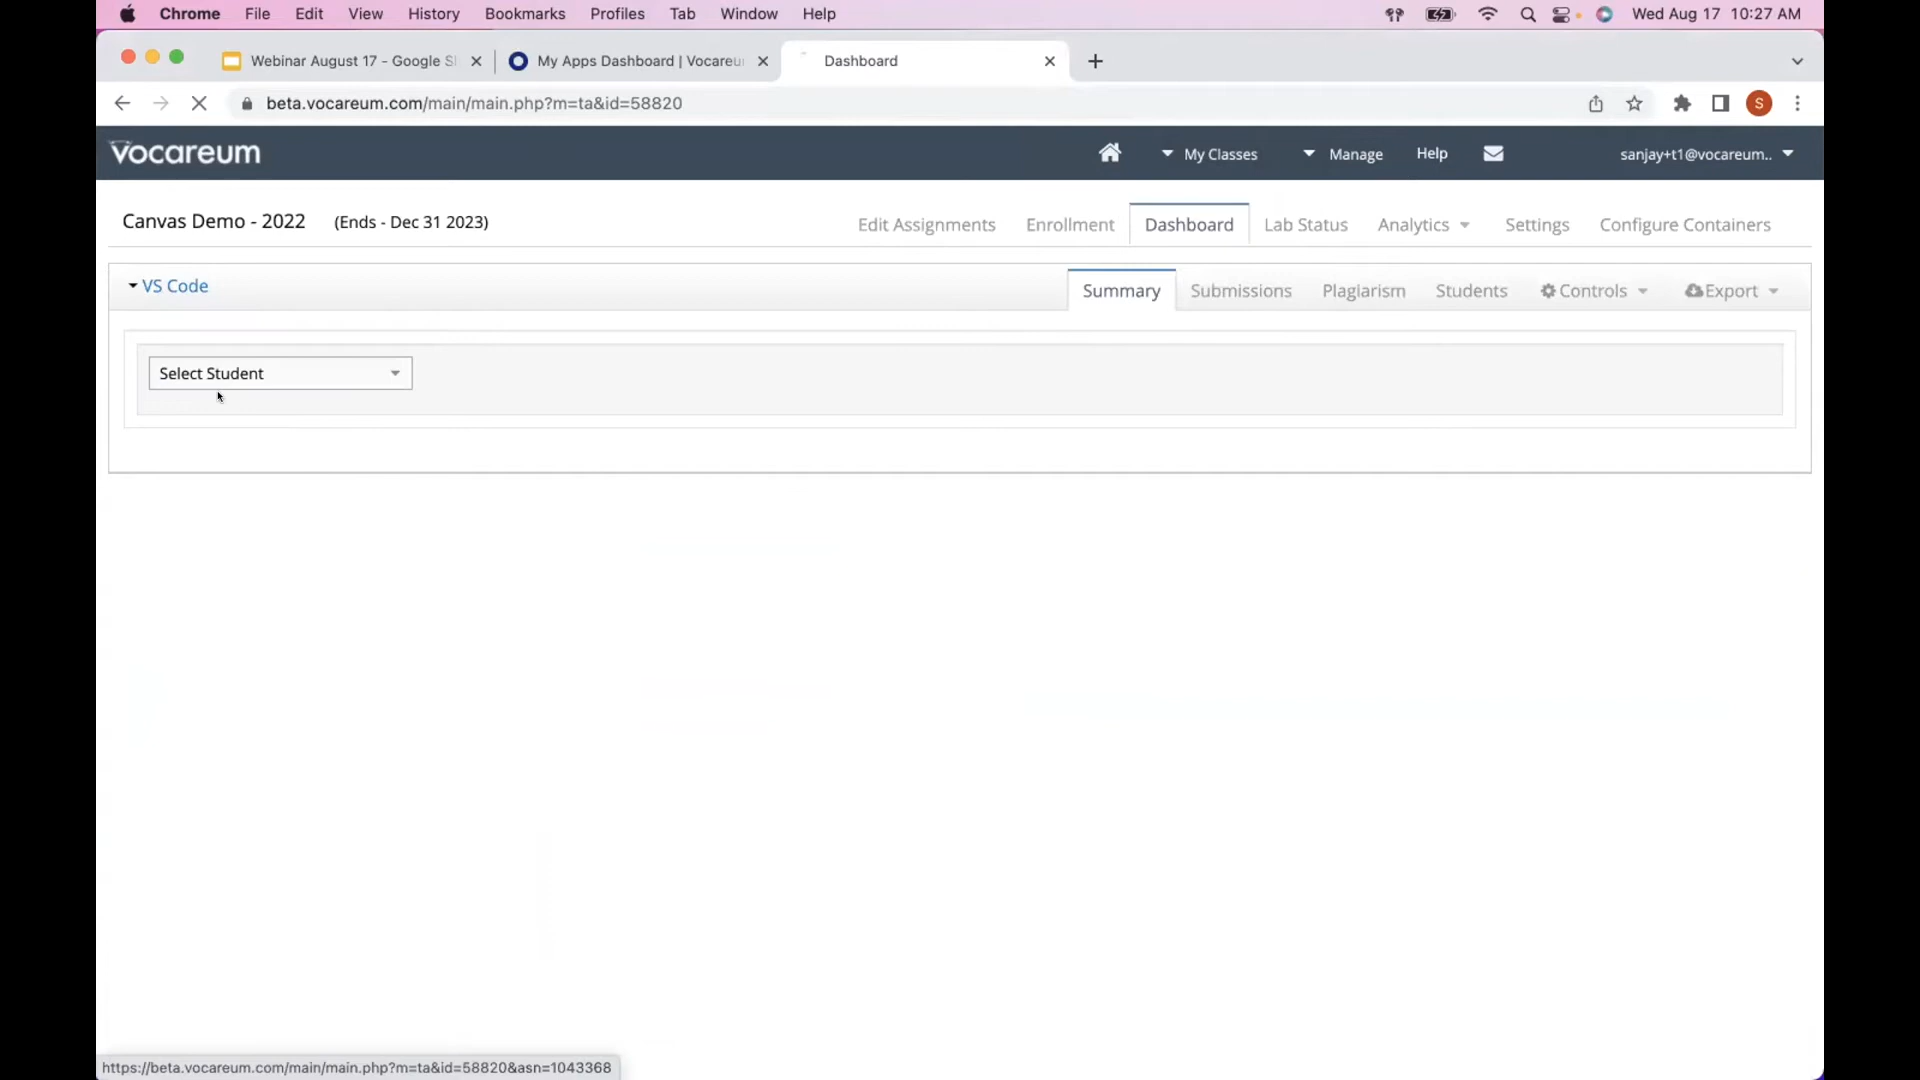 Chrome File Edit View History Bookmarks Profiles Tab Window Help Wed Aug 17 10:27 AM
Webinar August 17 - Google Sl My Apps Dashboard | Vocareu Dashboard
beta.vocareum.com/main/main.php?m=ta&id=58820 S
vocareum My Classes Manage Help sanjay+t1@vocareum..
Canvas Demo - 2022 (Ends - Dec 31 2023) Edit Assignments Enrollment Dashboard Lab Status Analytics Settings Configure Containers
VS Code Summary Submissions Plagiarism Students Controls Export
Select Student
https://beta.vocareum.com/main/main.php?m=ta&id=58820&asn=1043368